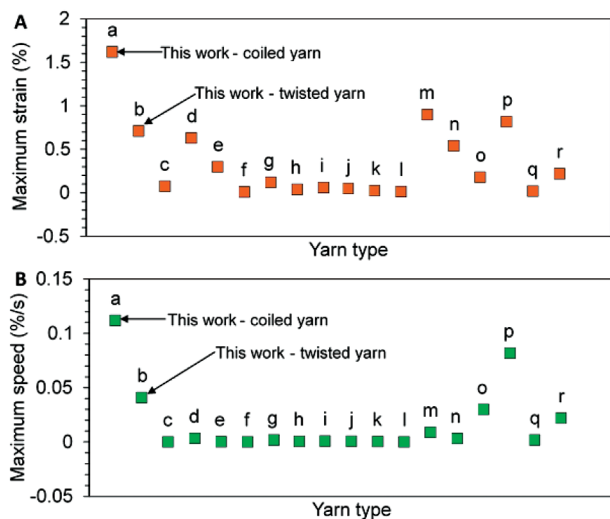 A
Maximum strain (%)
2
1.5
1
0.5
0
-0.5
a
This work - coiled yarn
b
This work - twisted yarn
c
d
e
f
g
h
i
j
k
l
m
n
o
p
q
r
Yarn type
B
Maximum speed (%/s)
0.15
0.1
0.05
0
-0.05
a
This work - coiled yarn
b
This work - twisted yarn
c
d
e
f
g
h
i
j
k
l
m
n
o
p
q
r
Yarn type